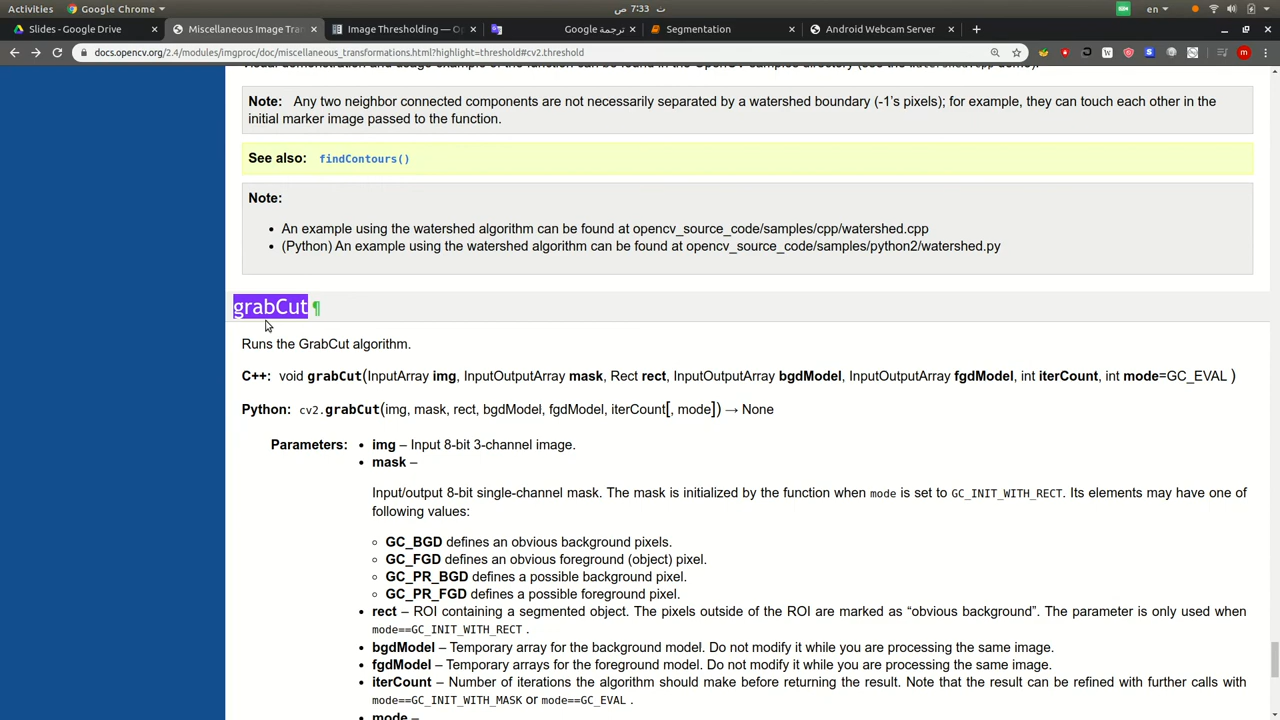 Activities Google Chrome ت 7:33 ص en
Slides - Google Drive Miscellaneous Image Tran Image Thresholding — Op Google ترجمة Segmentation Android Webcam Server
docs.opencv.org/2.4/modules/imgproc/doc/miscellaneous_transformations.html?highlight=threshold#cv2.threshold
Note: Any two neighbor connected components are not necessarily separated by a watershed boundary (-1's pixels); for example, they can touch each other in the
initial marker image passed to the function.
See also: findContours()
Note:
• An example using the watershed algorithm can be found at opencv_source_code/samples/cpp/watershed.cpp
• (Python) An example using the watershed algorithm can be found at opencv_source_code/samples/python2/watershed.py
grabCut ¶
Runs the GrabCut algorithm.
C++: void grabCut(InputArray img, InputOutputArray mask, Rect rect, InputOutputArray bgdModel, InputOutputArray fgdModel, int iterCount, int mode=GC_EVAL )
Python: cv2.grabCut(img, mask, rect, bgdModel, fgdModel, iterCount[, mode]) → None
Parameters: • img – Input 8-bit 3-channel image.
• mask –
Input/output 8-bit single-channel mask. The mask is initialized by the function when mode is set to GC_INIT_WITH_RECT. Its elements may have one of
following values:
◦ GC_BGD defines an obvious background pixels.
◦ GC_FGD defines an obvious foreground (object) pixel.
◦ GC_PR_BGD defines a possible background pixel.
◦ GC_PR_FGD defines a possible foreground pixel.
• rect – ROI containing a segmented object. The pixels outside of the ROI are marked as “obvious background”. The parameter is only used when
mode==GC_INIT_WITH_RECT .
• bgdModel – Temporary array for the background model. Do not modify it while you are processing the same image.
• fgdModel – Temporary arrays for the foreground model. Do not modify it while you are processing the same image.
• iterCount – Number of iterations the algorithm should make before returning the result. Note that the result can be refined with further calls with
mode==GC_INIT_WITH_MASK or mode==GC_EVAL .
• mode –